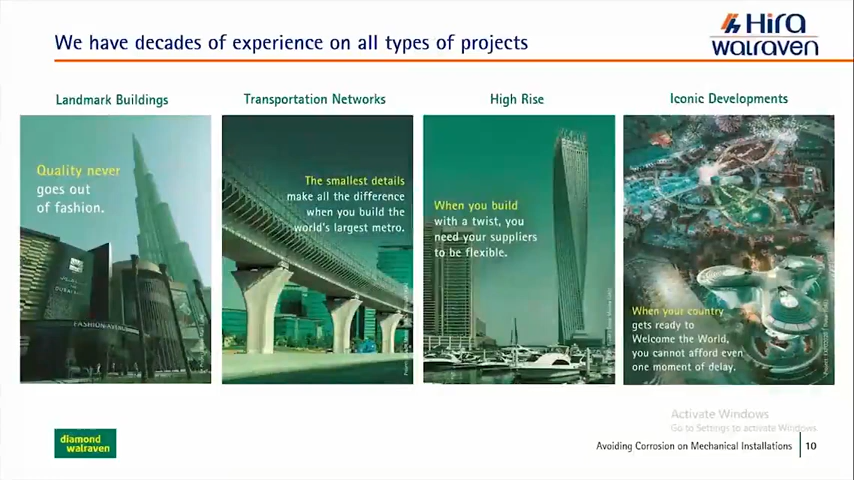 We have decades of experience on all types of projects
Hira
walraven
Landmark Buildings
Transportation Networks
High Rise
Iconic Developments
Quality never
goes out
of fashion.
FASHION AVENUE
The smallest details
make all the difference
when you build the
world's largest metro.
When you build
with a twist, you
need your suppliers
to be flexible.
When your country
gets ready to
Welcome the World,
you cannot afford even
one moment of delay.
Activate Windows
Go to Settings to activate Windows.
diamond
walraven
Avoiding Corrosion on Mechanical Installations
10